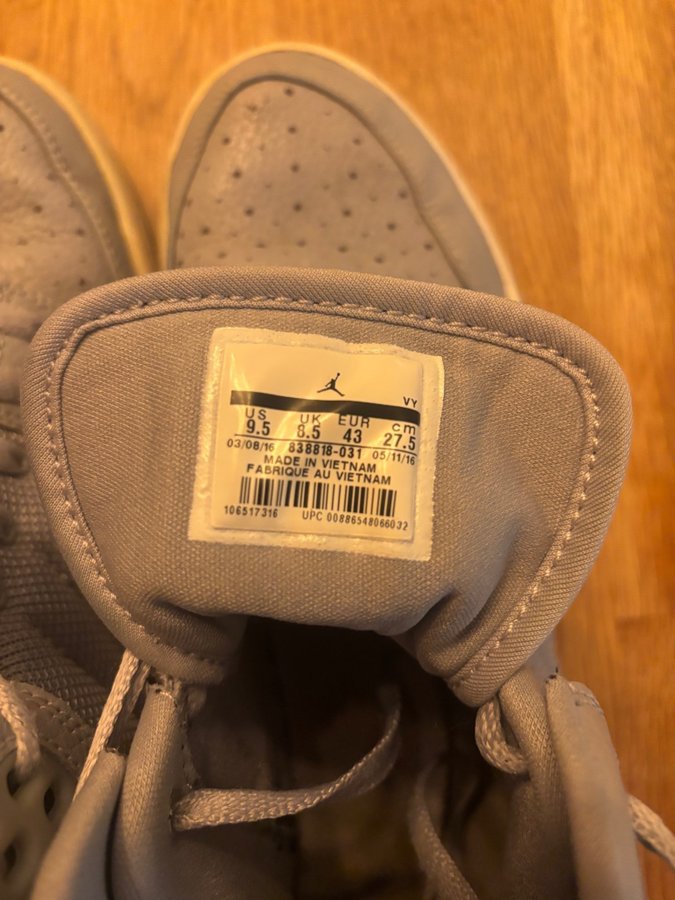 VY
US UK EUR cm
9.5 8.5 43 27.5
03/08/16 838818-031 05/11/16
MADE IN VIETNAM
FABRIQUE AU VIETNAM
106517316 UPC 00886548066032